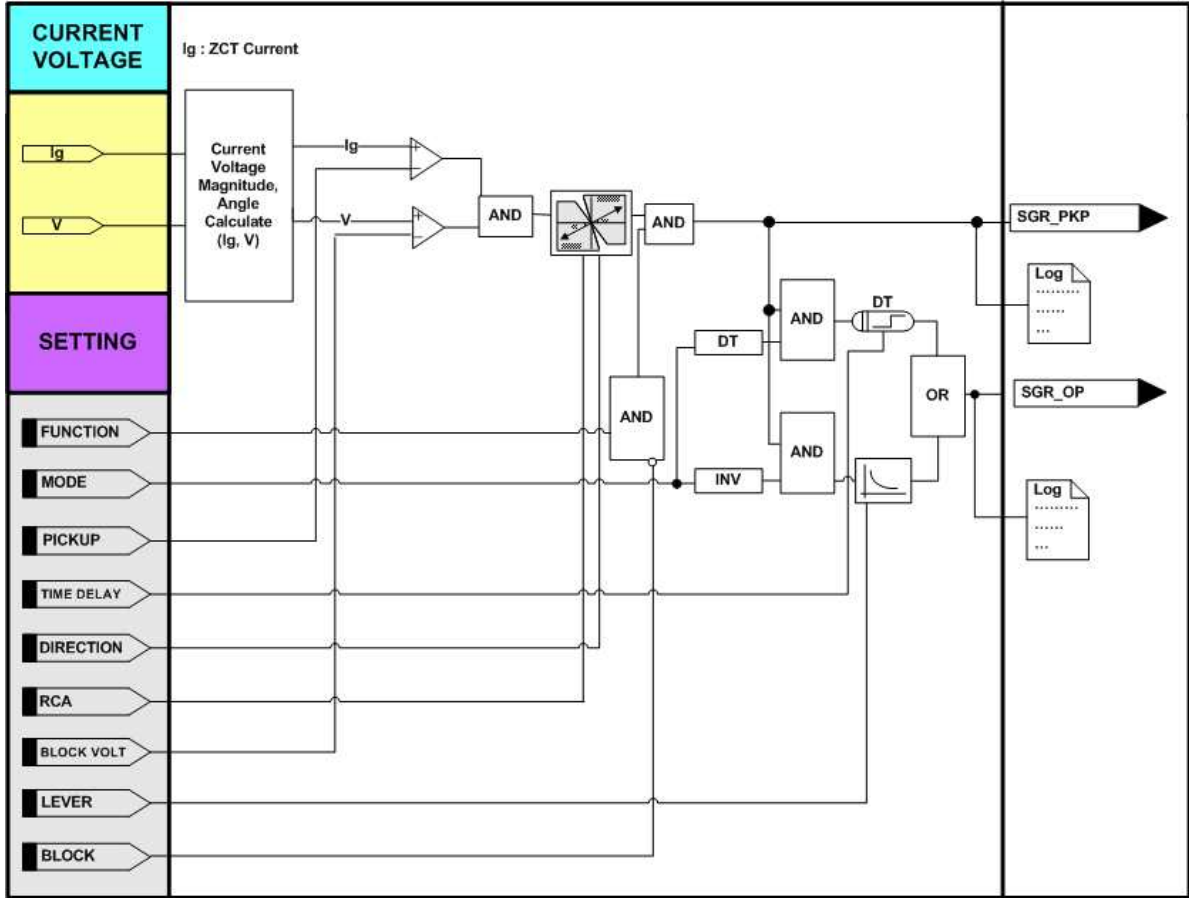 CURRENT
VOLTAGE
Ig : ZCT Current
Ig
V
Current
Voltage
Magnitude,
Angle
Calculate
(Ig, V)
Ig
V
+
−
+
−
AND
AND
SGR_PKP
Log
..........
......
...
SETTING
DT
AND
DT
AND
AND
INV
OR
SGR_OP
Log
..........
......
...
FUNCTION
MODE
PICKUP
TIME DELAY
DIRECTION
RCA
BLOCK VOLT
LEVER
BLOCK